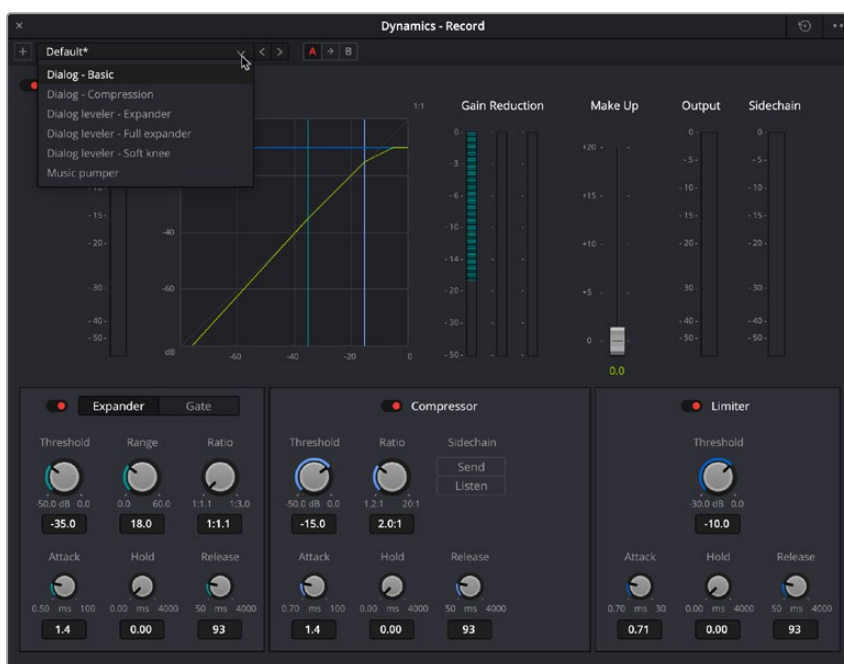 Dynamics - Record
Default*
A B
Dialog - Basic
Dialog - Compression
Dialog leveler - Expander
Dialog leveler - Full expander
Dialog leveler - Soft knee
Music pumper
1:1 Gain Reduction Make Up Output Sidechain
-15 -
- 20 -
- 30 -
- 40 -
- 50 -
-40
-60
dB -60 -40 -20 0
0 -
-3 -
-6 -
- 10 -
- 14 -
- 20 -
- 30 -
- 50 -
+20 -
+15 -
+10 -
+5 -
0 -
0.0
0 -
- 5 -
- 10 -
- 15 -
- 20 -
- 30 -
- 40 -
- 50 -
0 -
- 5 -
- 10 -
- 15 -
- 20 -
- 30 -
- 40 -
- 50 -
Expander Gate
Threshold Range Ratio
-50.0 dB 0.0 0.0 60.0 1:1.1 1:3.0
-35.0 18.0 1:1.1
Attack Hold Release
0.50 ms 100 0.00 ms 4000 50 ms 4000
1.4 0.00 93
Compressor
Threshold Ratio Sidechain
Send
Listen
-50.0 dB 0.0 1.2:1 20:1
-15.0 2.0:1
Attack Hold Release
0.70 ms 100 0.00 ms 4000 50 ms 4000
1.4 0.00 93
Limiter
Threshold
-30.0 dB 0.0
-10.0
Attack Hold Release
0.70 ms 30 0.00 ms 4000 50 ms 4000
0.71 0.00 93